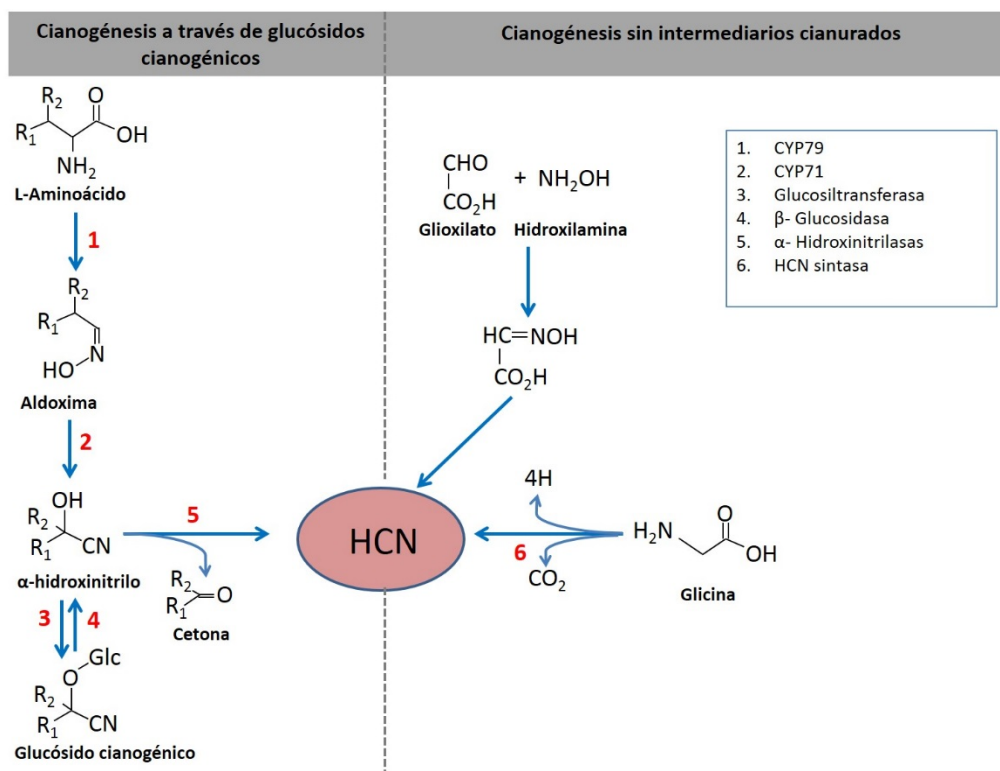 Cianogénesis a través de glucósidos
cianogénicos
Cianogénesis sin intermediarios cianurados
R2
O
R1
OH
NH2
L-Aminoácido
1
R2
R1
N
HO
Aldoxima
2
OH
R2
R1
CN
α-hidroxinitrilo
3
4
Glc
O
R2
R1
CN
Glucósido cianogénico
5
R2
R1
O
Cetona
HCN
CHO
+ NH2OH
CO2H
Glioxilato Hidroxilamina
HC=NOH
CO2H
4H
6
CO2
H2N
O
OH
Glicina
1. CYP79
2. CYP71
3. Glucosiltransferasa
4. β- Glucosidasa
5. α- Hidroxinitrilasas
6. HCN sintasa